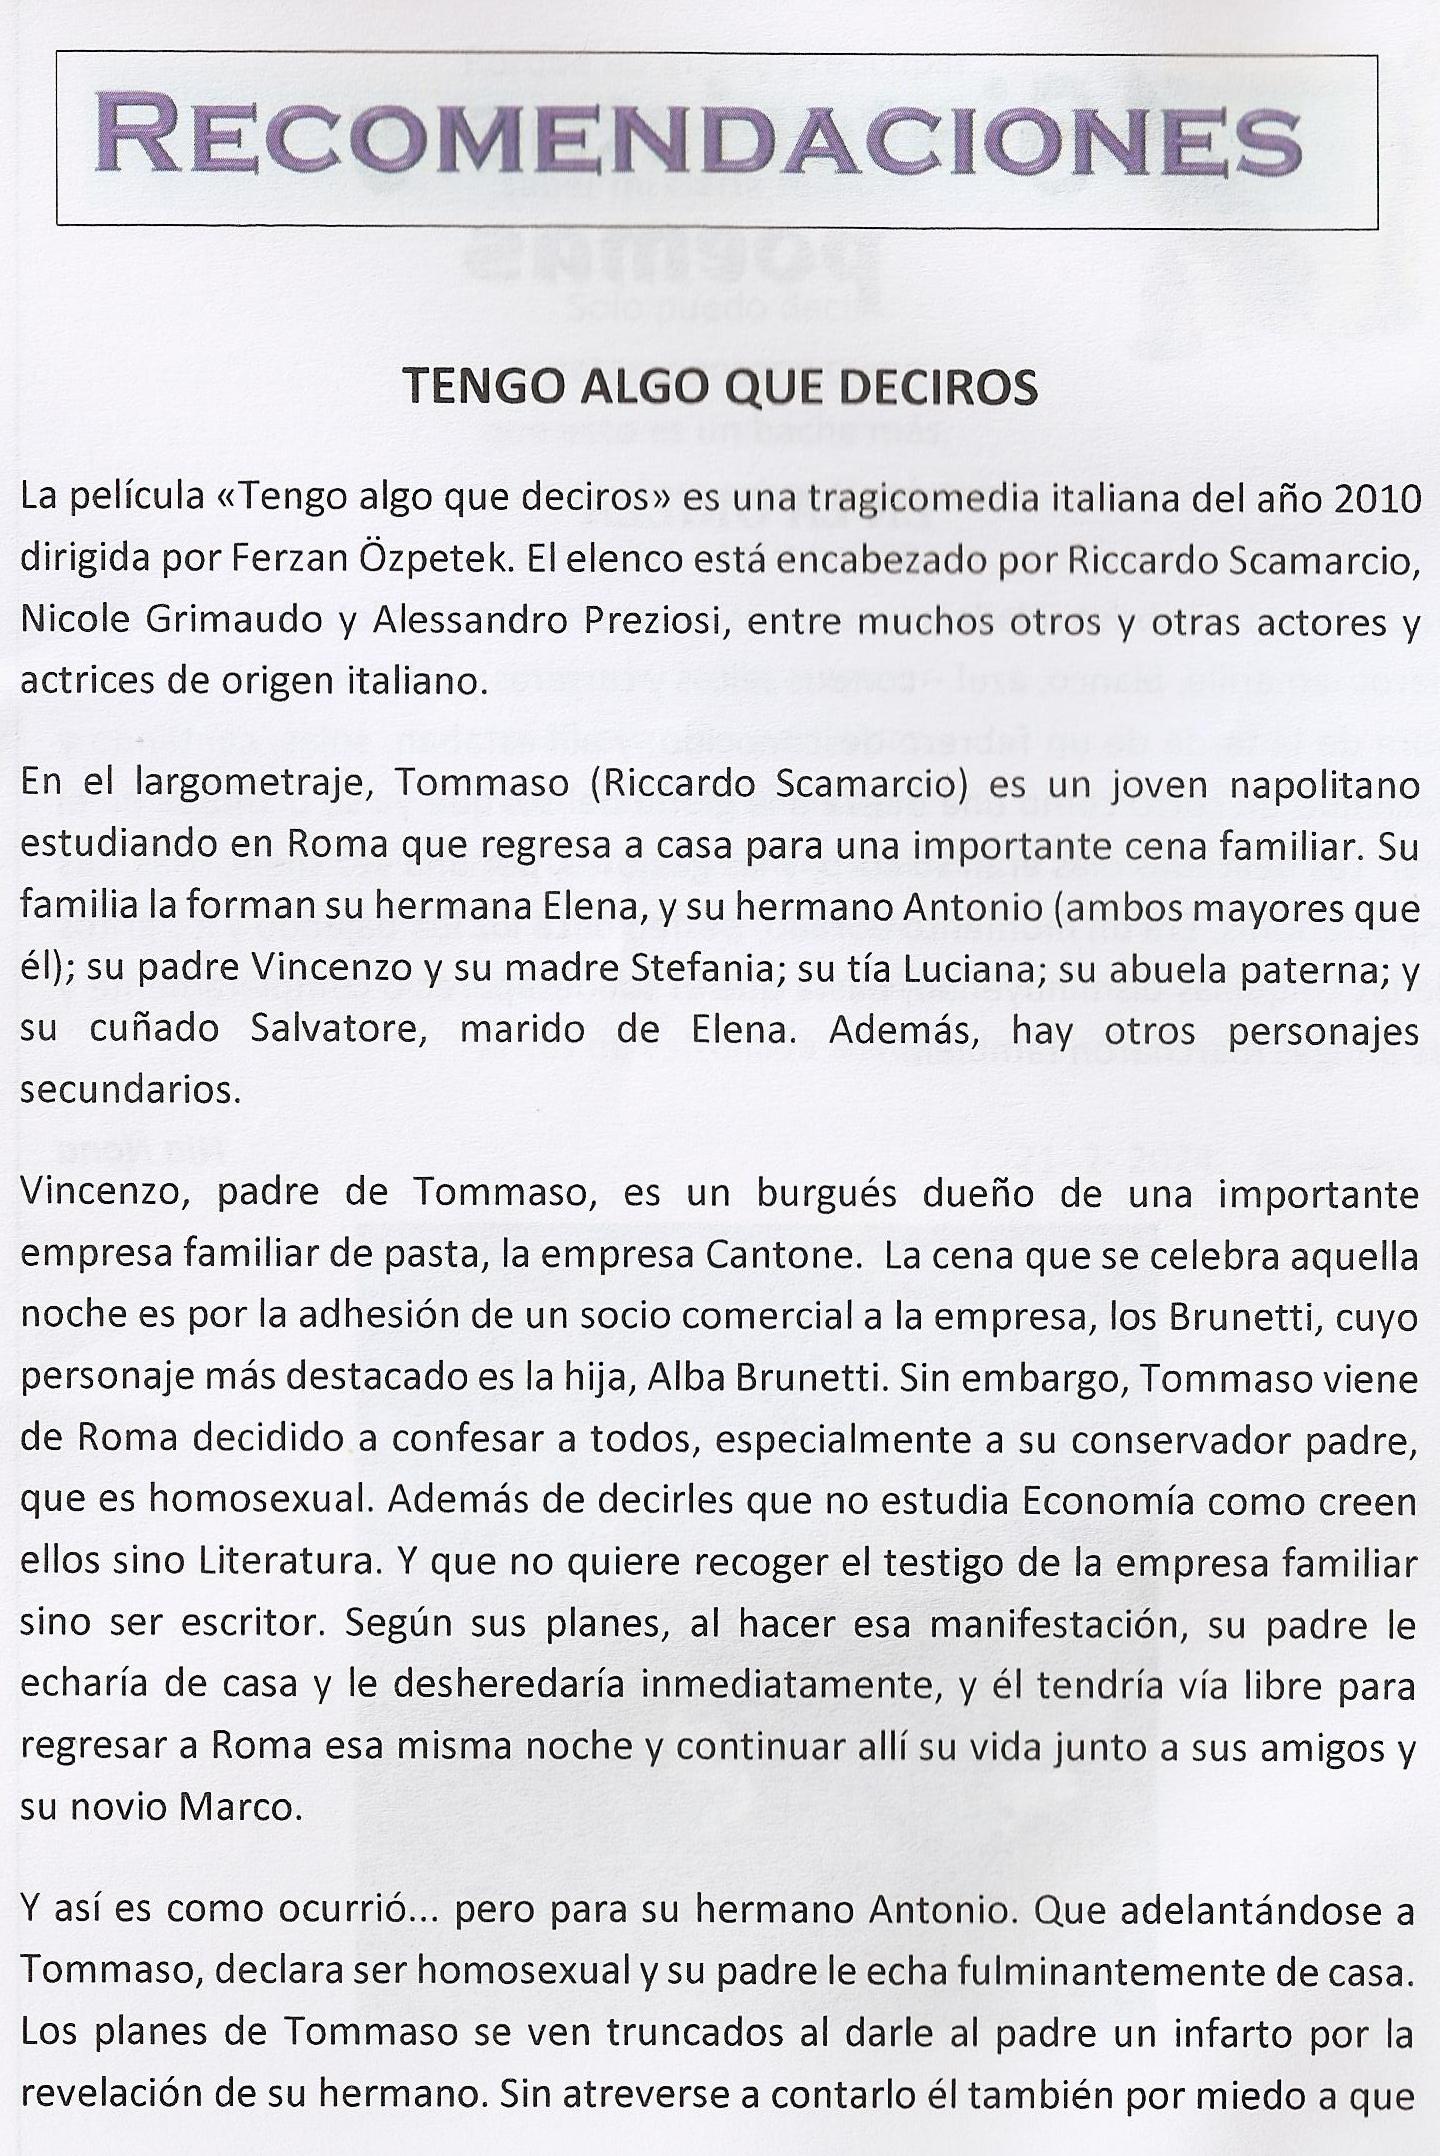 RECOMENDACIONES
TENGO ALGO QUE DECIROS
La película «Tengo algo que deciros» es una tragicomedia italiana del año 2010
dirigida por Ferzan Özpetek. El elenco está encabezado por Riccardo Scamarcio,
Nicole Grimaudo y Alessandro Preziosi, entre muchos otros y otras actores y
actrices de origen italiano.
En el largometraje, Tommaso (Riccardo Scamarcio) es un joven napolitano
estudiando en Roma que regresa a casa para una importante cena familiar. Su
familia la forman su hermana Elena, y su hermano Antonio (ambos mayores que
él); su padre Vincenzo y su madre Stefania; su tía Luciana; su abuela paterna; y
su cuñado Salvatore, marido de Elena. Además, hay otros personajes
secundarios.
Vincenzo, padre de Tommaso, es un burgués dueño de una importante
empresa familiar de pasta, la empresa Cantone. La cena que se celebra aquella
noche es por la adhesión de un socio comercial a la empresa, los Brunetti, cuyo
personaje más destacado es la hija, Alba Brunetti. Sin embargo, Tommaso viene
de Roma decidido a confesar a todos, especialmente a su conservador padre,
que es homosexual. Además de decirles que no estudia Economía como creen
ellos sino Literatura. Y que no quiere recoger el testigo de la empresa familiar
sino ser escritor. Según sus planes, al hacer esa manifestación, su padre le
echaría de casa y le desheredaría inmediatamente, y él tendría vía libre para
regresar a Roma esa misma noche y continuar allí su vida junto a sus amigos y
su novio Marco.
Y así es como ocurrió... pero para su hermano Antonio. Que adelantándose a
Tommaso, declara ser homosexual y su padre le echa fulminantemente de casa.
Los planes de Tommaso se ven truncados al darle al padre un infarto por la
revelación de su hermano. Sin atreverse a contarlo él también por miedo a que